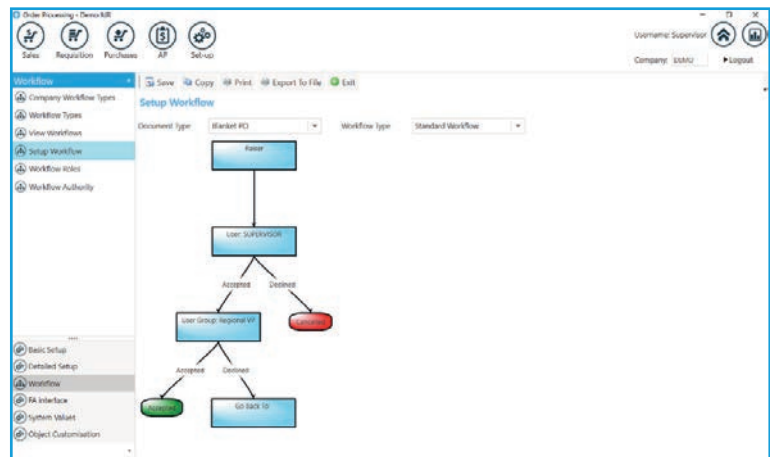 Order Processing - Demo NR
Sales Requisition Purchases AP Set-up
Username: Supervisor
Company: DEMO Logout
Workflow
Save Copy Print Export To File Exit
Company Workflow Types
Workflow Types
View Workflows
Setup Workflow
Workflow Roles
Workflow Authority
Setup Workflow
Document Type Blanket PO Workflow Type Standard Workflow
Raiser
User: SUPERVISOR
Accepted Declined
User Group: Regional VP
Cancelled
Accepted Declined
Accepted
Go Back To
Basic Setup
Detailed Setup
Workflow
FA Interface
System Values
Object Customisation